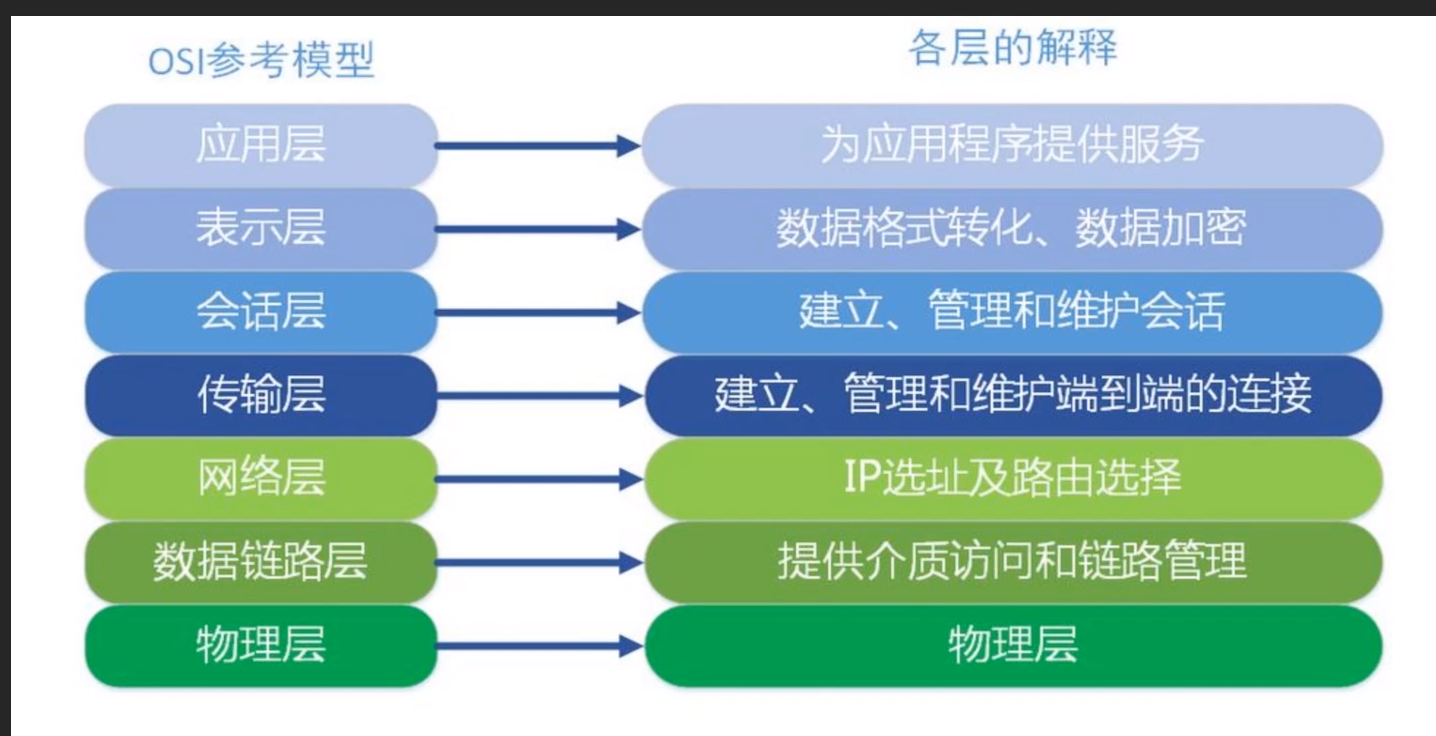 OSI参考模型
各层的解释
应用层
为应用程序提供服务
表示层
数据格式转化、数据加密
会话层
建立、管理和维护会话
传输层
建立、管理和维护端到端的连接
网络层
IP选址及路由选择
数据链路层
提供介质访问和链路管理
物理层
物理层